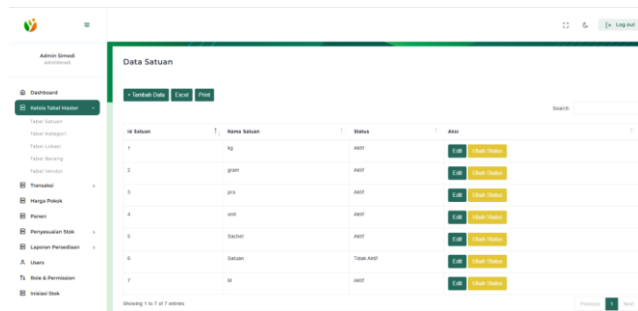 Log out
Admin Simadi
Data Satuan
Dashboard
+ Tambah Data Excel Print
Kelola Tabel Master
Search:
Tabel Satuan
Tabel Kategori
Tabel Lokasi
Tabel Barang
Tabel Vendor
Transaksi
Harga Pokok
Panen
Penyesuaian Stok
Laporan Persediaan
Users
Role & Permission
Inisiasi Stok
Id Satuan Nama Satuan Status Aksi
1 kg Aktif Edit Ubah Status
2 gram Aktif Edit Ubah Status
3 pcs Aktif Edit Ubah Status
4 unit Aktif Edit Ubah Status
5 Sachet Aktif Edit Ubah Status
6 Satuan Tidak Aktif Edit Ubah Status
7 Aktif Edit Ubah Status
Showing 1 to 7 of 7 entries
Previous 1 Next